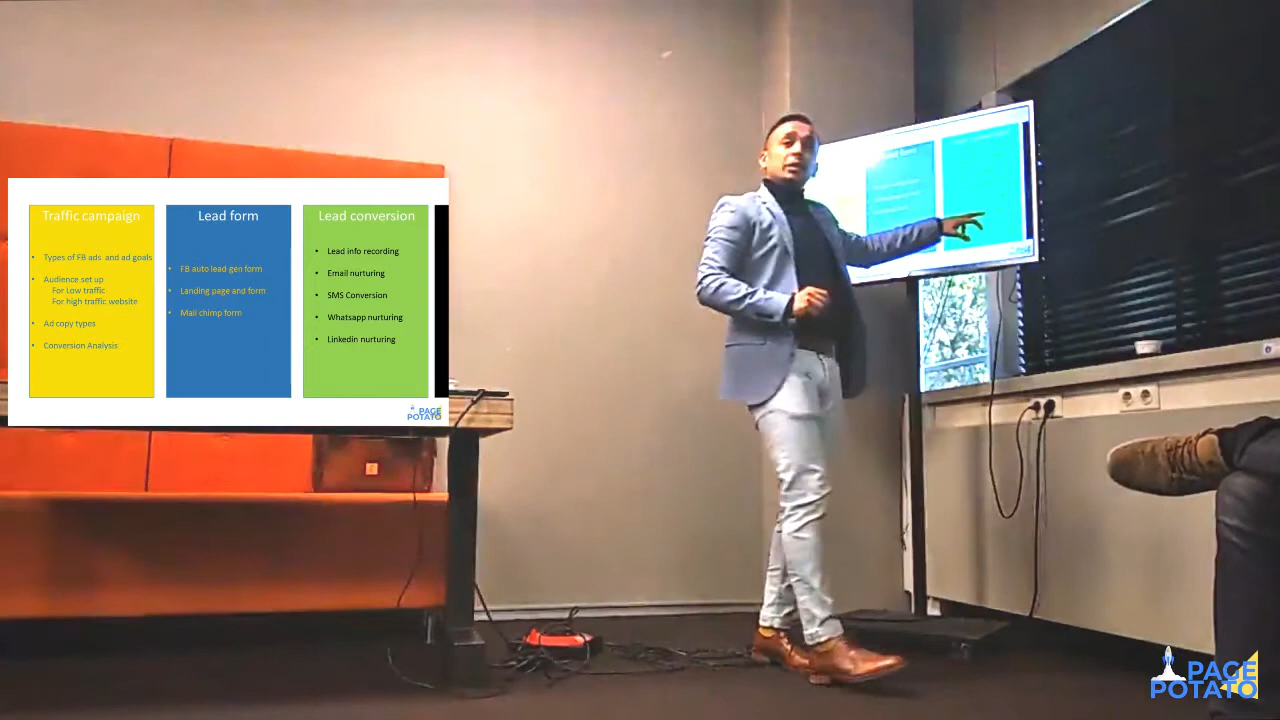 Traffic campaign
• Types of FB ads and ad goals
• Audience set up
For Low traffic
For high traffic website
• Ad copy types
• Conversion Analysis
Lead form
• FB auto lead gen form
• Landing page and form
• Mail chimp form
Lead conversion
• Lead info recording
• Email nurturing
• SMS Conversion
• Whatsapp nurturing
• Linkedin nurturing
PAGE
POTATO
PAGE
POTATO